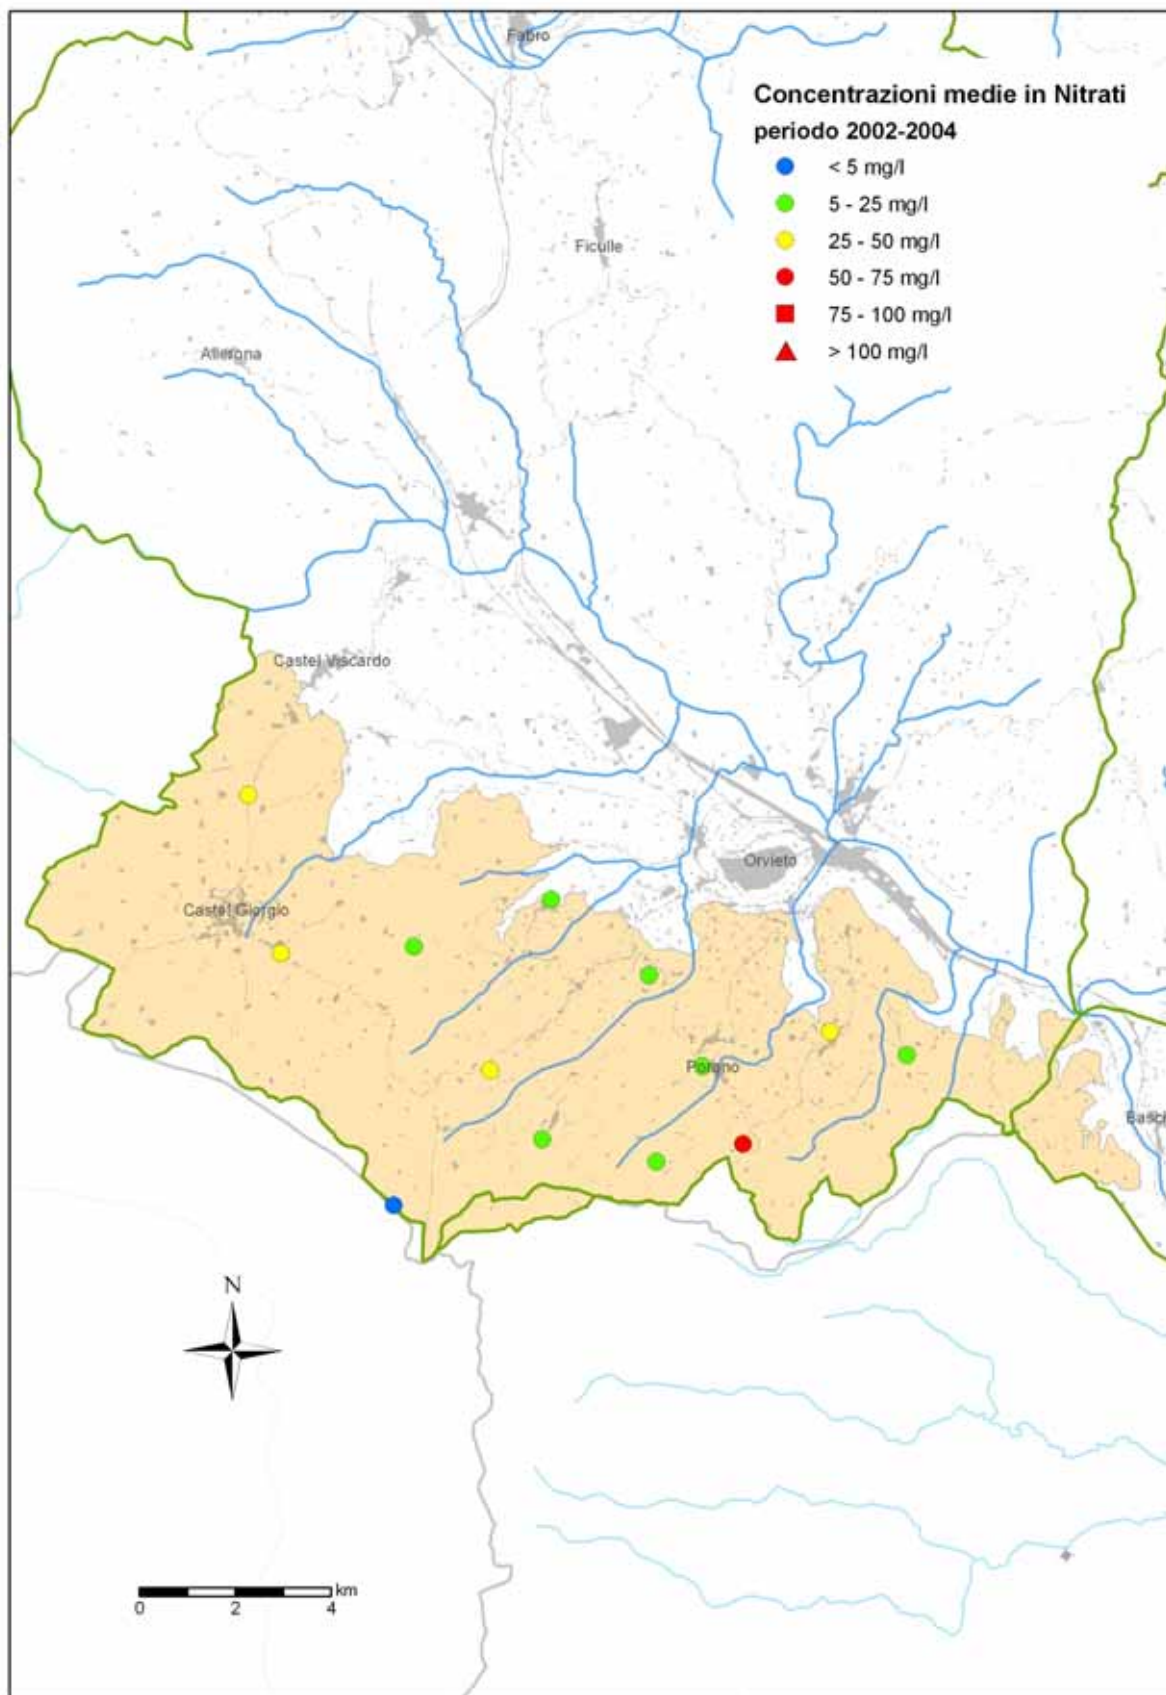 Fabro
Concentrazioni medie in Nitrati
periodo 2002-2004
< 5 mg/l
5 - 25 mg/l
25 - 50 mg/l
50 - 75 mg/l
75 - 100 mg/l
> 100 mg/l
Ficulle
Allerona
Castel Viscardo
Orvieto
Castel Giorgio
Porano
Basc
N
km
0 2 4